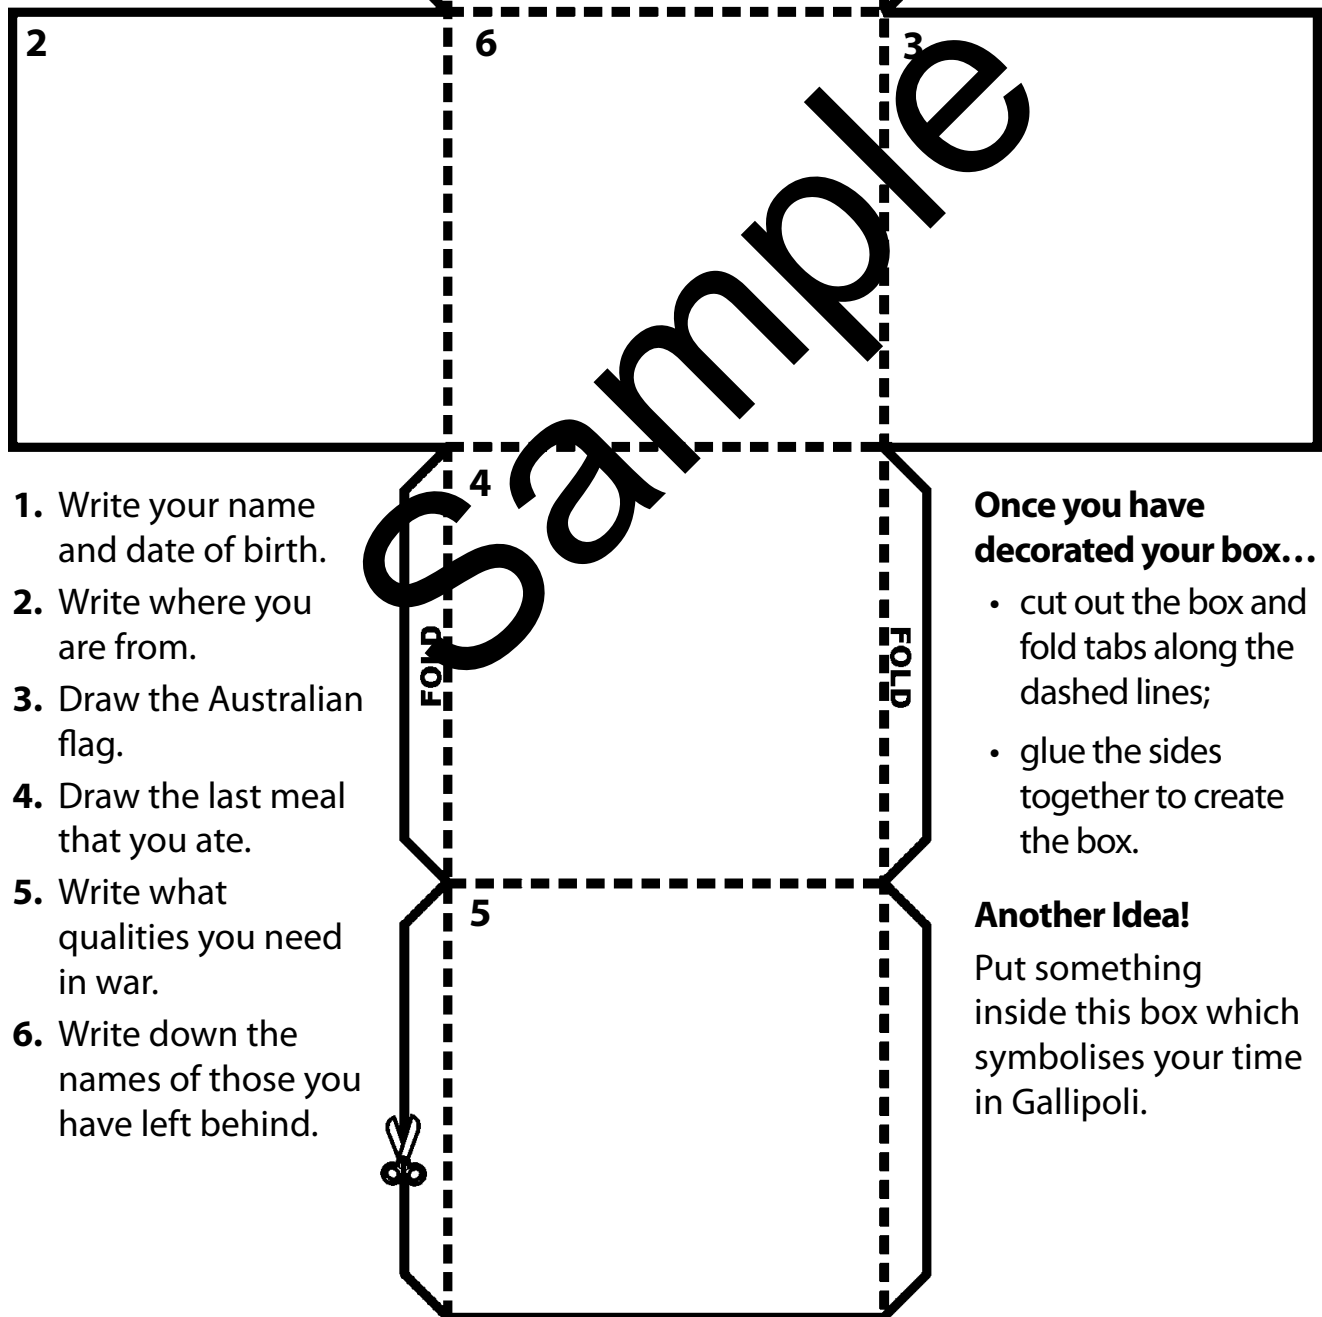 2
6
3
Sample
4
1. Write your name
and date of birth.
2. Write where you
are from.
3. Draw the Australian
flag.
4. Draw the last meal
that you ate.
5. Write what
qualities you need
in war.
6. Write down the
names of those you
have left behind.
FOLD
FOLD
5
Once you have
decorated your box…
• cut out the box and
fold tabs along the
dashed lines;
• glue the sides
together to create
the box.
Another Idea!
Put something
inside this box which
symbolises your time
in Gallipoli.